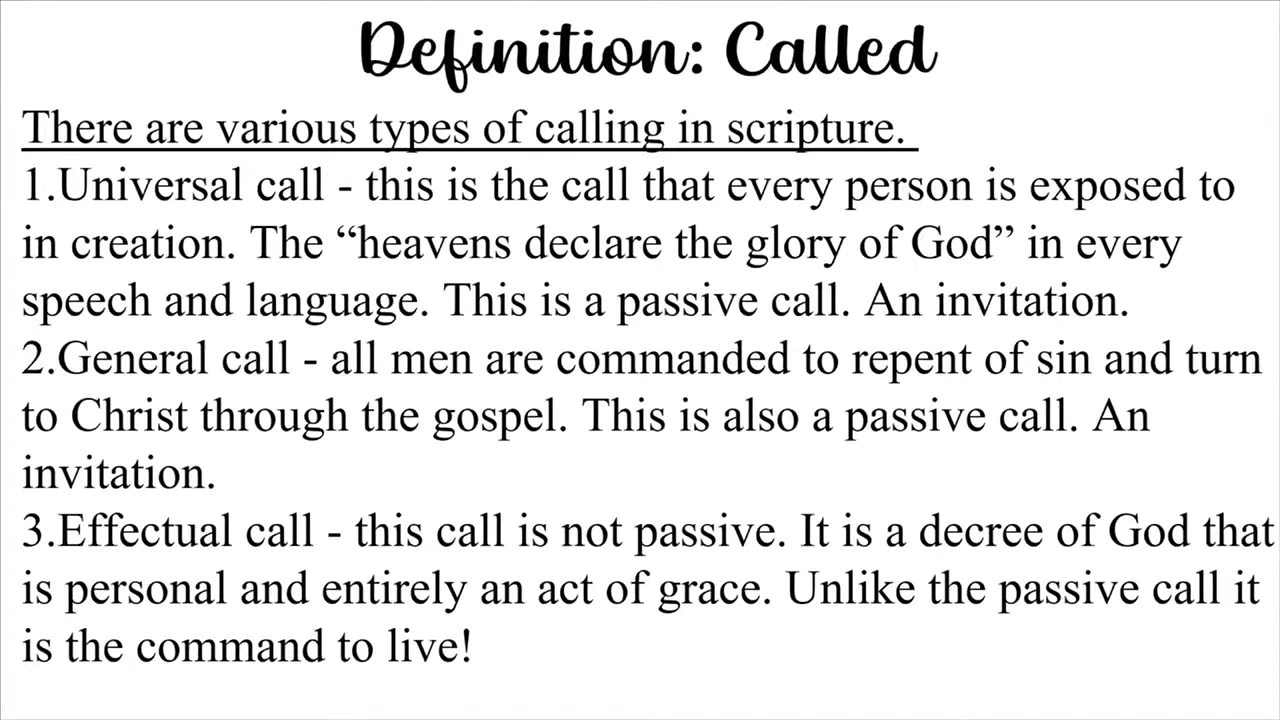 Definition: Called
There are various types of calling in scripture.
1.Universal call - this is the call that every person is exposed to
in creation. The “heavens declare the glory of God” in every
speech and language. This is a passive call. An invitation.
2.General call - all men are commanded to repent of sin and turn
to Christ through the gospel. This is also a passive call. An
invitation.
3.Effectual call - this call is not passive. It is a decree of God that
is personal and entirely an act of grace. Unlike the passive call it
is the command to live!